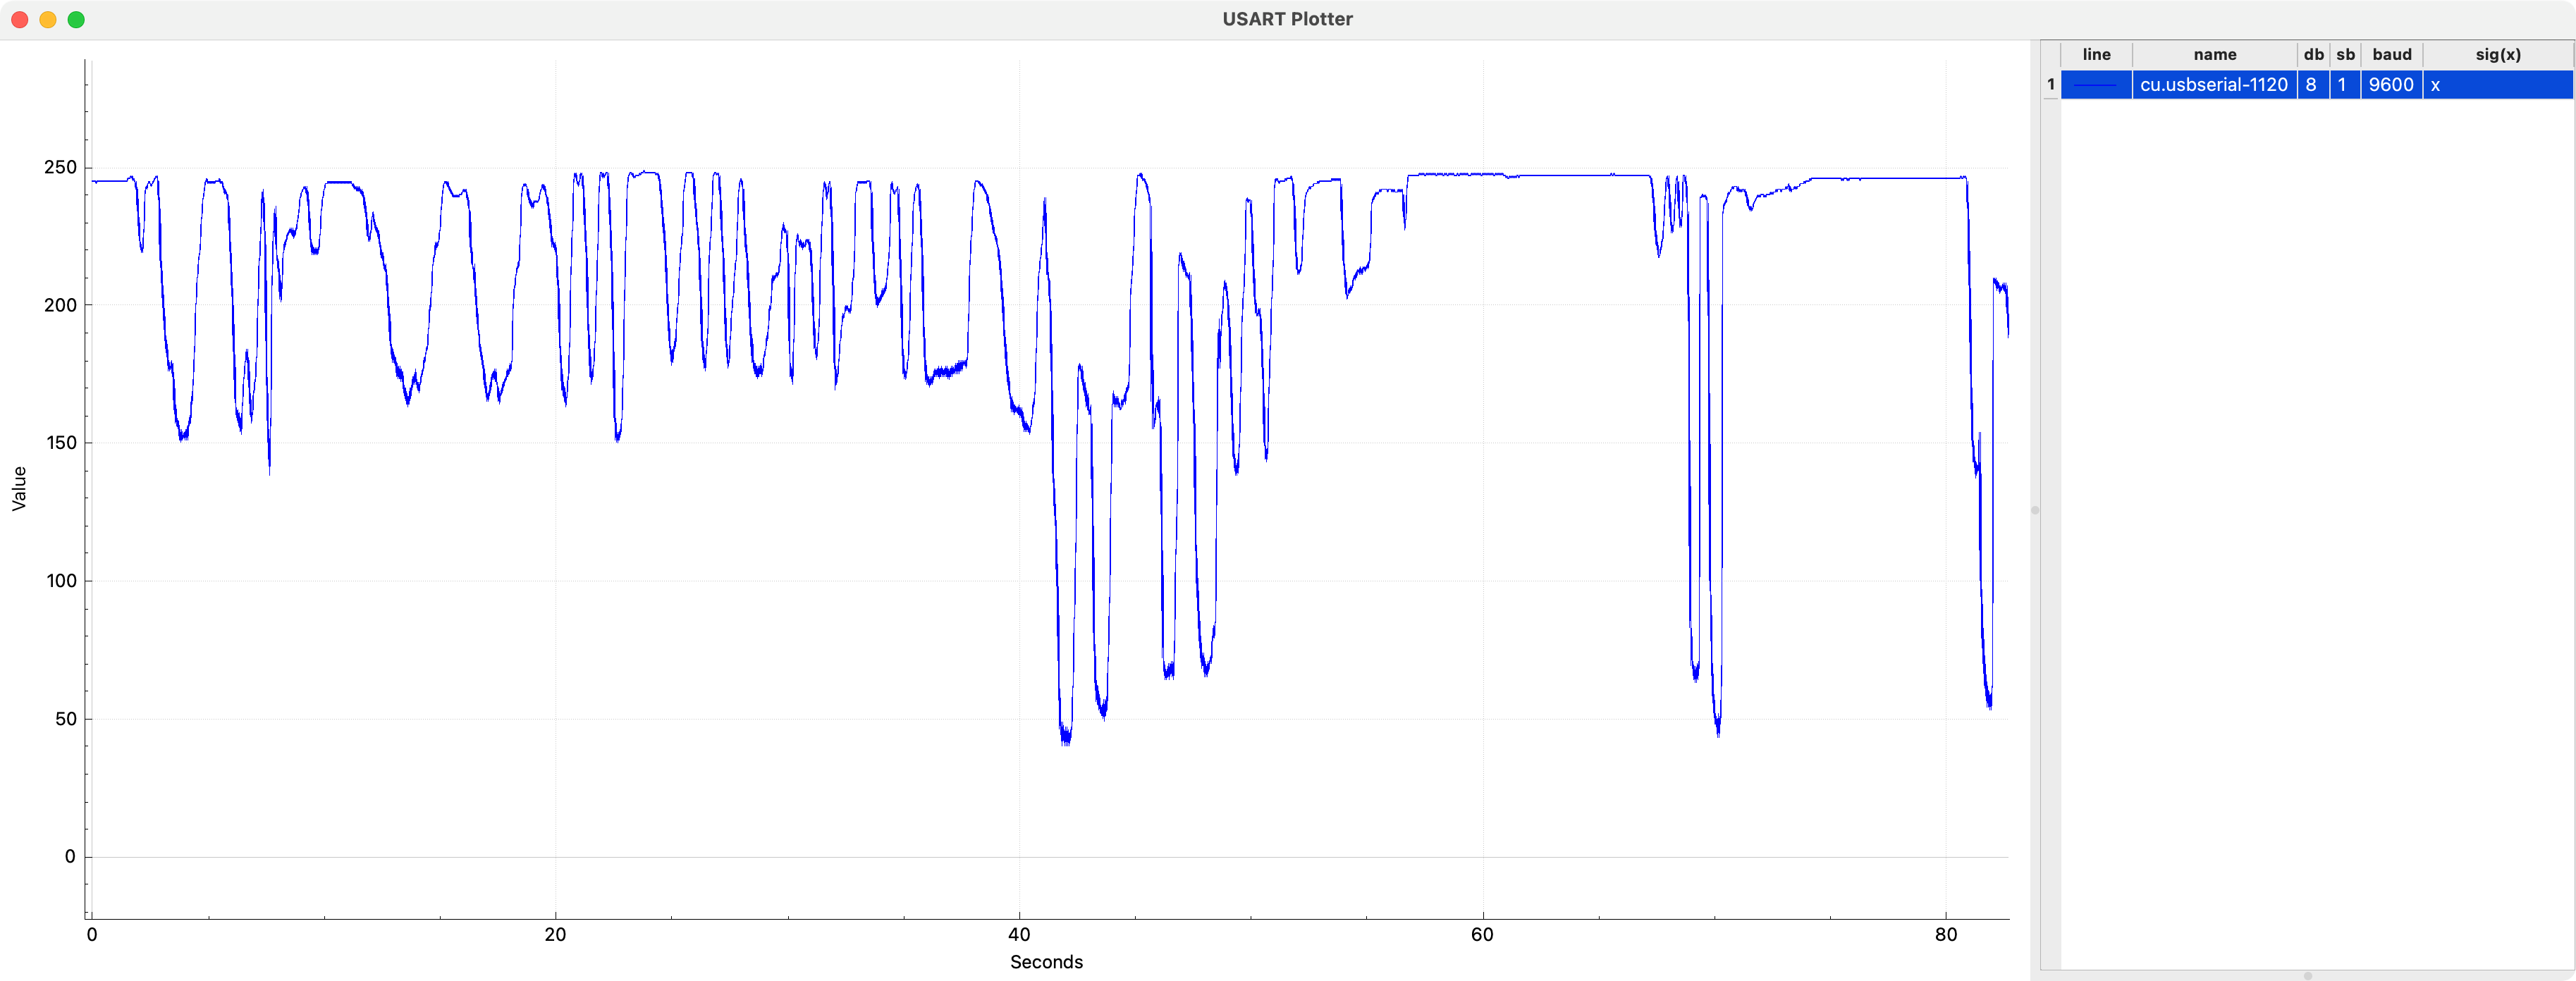 USART Plotter
line name db sb baud sig(x)
1 cu.usbserial-1120 8 1 9600 x
250
200
150
100
50
0
Value
0 20 40 60 80
Seconds